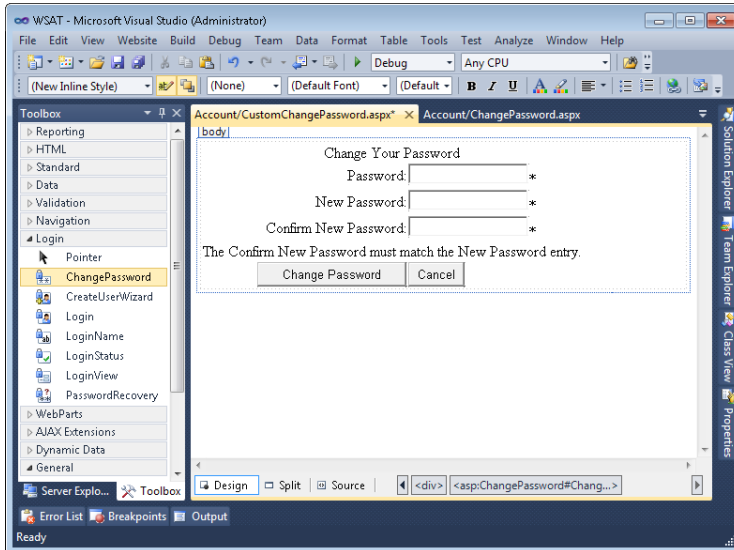 WSAT - Microsoft Visual Studio (Administrator)
File Edit View Website Build Debug Team Data Format Table Tools Test Analyze Window Help
Debug Any CPU
(New Inline Style) (None) (Default Font) (Default B I U A
Toolbox
Account/CustomChangePassword.aspx* Account/ChangePassword.aspx
Reporting
HTML
Standard
Data
Validation
Navigation
Login
Pointer
ChangePassword
CreateUserWizard
Login
LoginName
LoginStatus
LoginView
PasswordRecovery
WebParts
AJAX Extensions
Dynamic Data
General
body
Change Your Password
Password: *
New Password: *
Confirm New Password: *
The Confirm New Password must match the New Password entry.
Change Password Cancel
Solution Explorer
Team Explorer
Class View
Properties
Server Explo... Toolbox
Design Split Source <div> <asp:ChangePassword#Chang...>
Error List Breakpoints Output
Ready